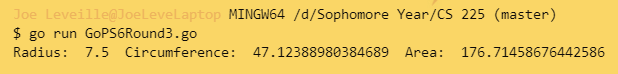 Joe Leveille@JoeLeveLaptop MINGW64 /d/Sophomore Year/CS 225 (master)
$ go run GoPS6Round3.go
Radius:  7.5  Circumference:  47.12388980384689  Area:  176.71458676442586